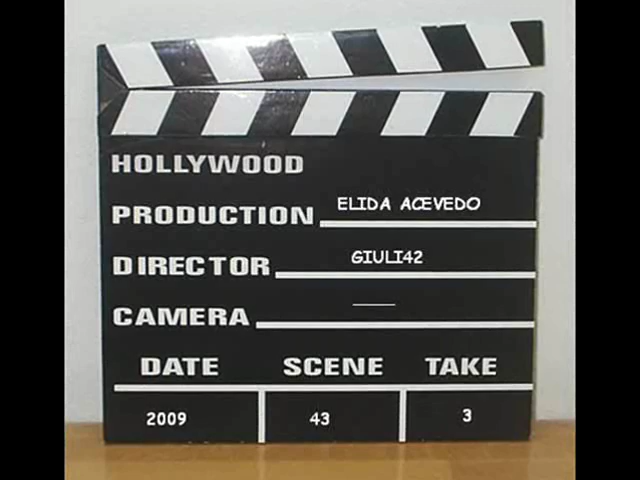 HOLLYWOOD
PRODUCTION ELIDA ACEVEDO
DIRECTOR GIULI42
CAMERA ____
DATE SCENE TAKE
2009 43 3